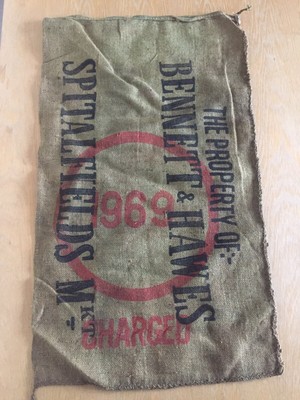 THE PROPERTY OF:-
BENNETT & HAWES
SPITALFIELDS MKT
1969
CHARGED